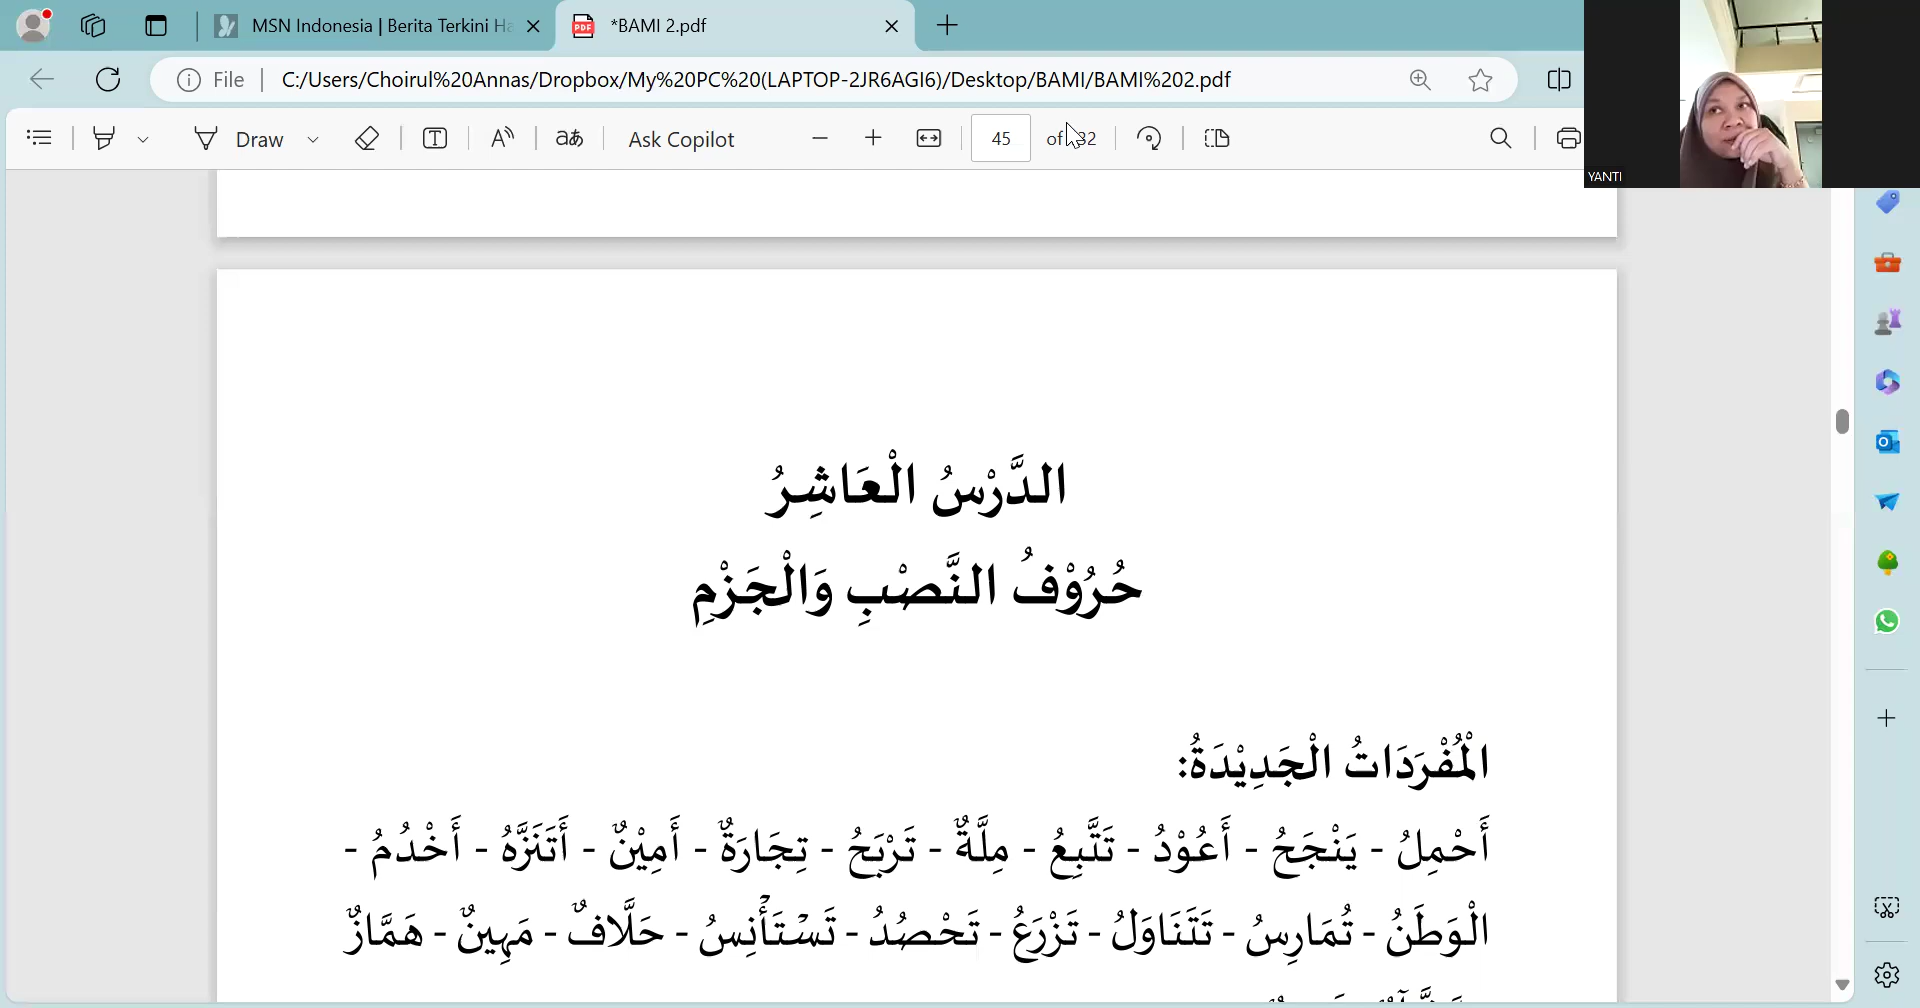 MSN Indonesia | Berita Terkini Ha
*BAMI 2.pdf
File
C:/Users/Choirul%20Annas/Dropbox/My%20PC%20(LAPTOP-2JR6AGI6)/Desktop/BAMI/BAMI%202.pdf
Draw
Ask Copilot
45
of
YANTI
الدَّرْسُ الْعَاشِرُ
حُرُوْفُ النَّصْبِ وَالْجَزْمِ
الْمُفْرَدَاتُ الْجَدِيْدَةُ:
أَحْمِلُ - يَنْجَحُ - أَعُوْدُ - تَتَّبِعُ - مِلَّةٌ - تَرْبَحُ - تِجَارَةٌ - أَمِيْنٌ - أَتَنَزَّهُ - أَخْدُمُ -
الْوَطَنُ - تُمَارِسُ - تَتَنَاوَلُ - تَزْرَعُ - تَحْصُدُ - تَسْتَأْنِسُ - حَلَّافٌ - مَهِينٌ - هَمَّازٌ